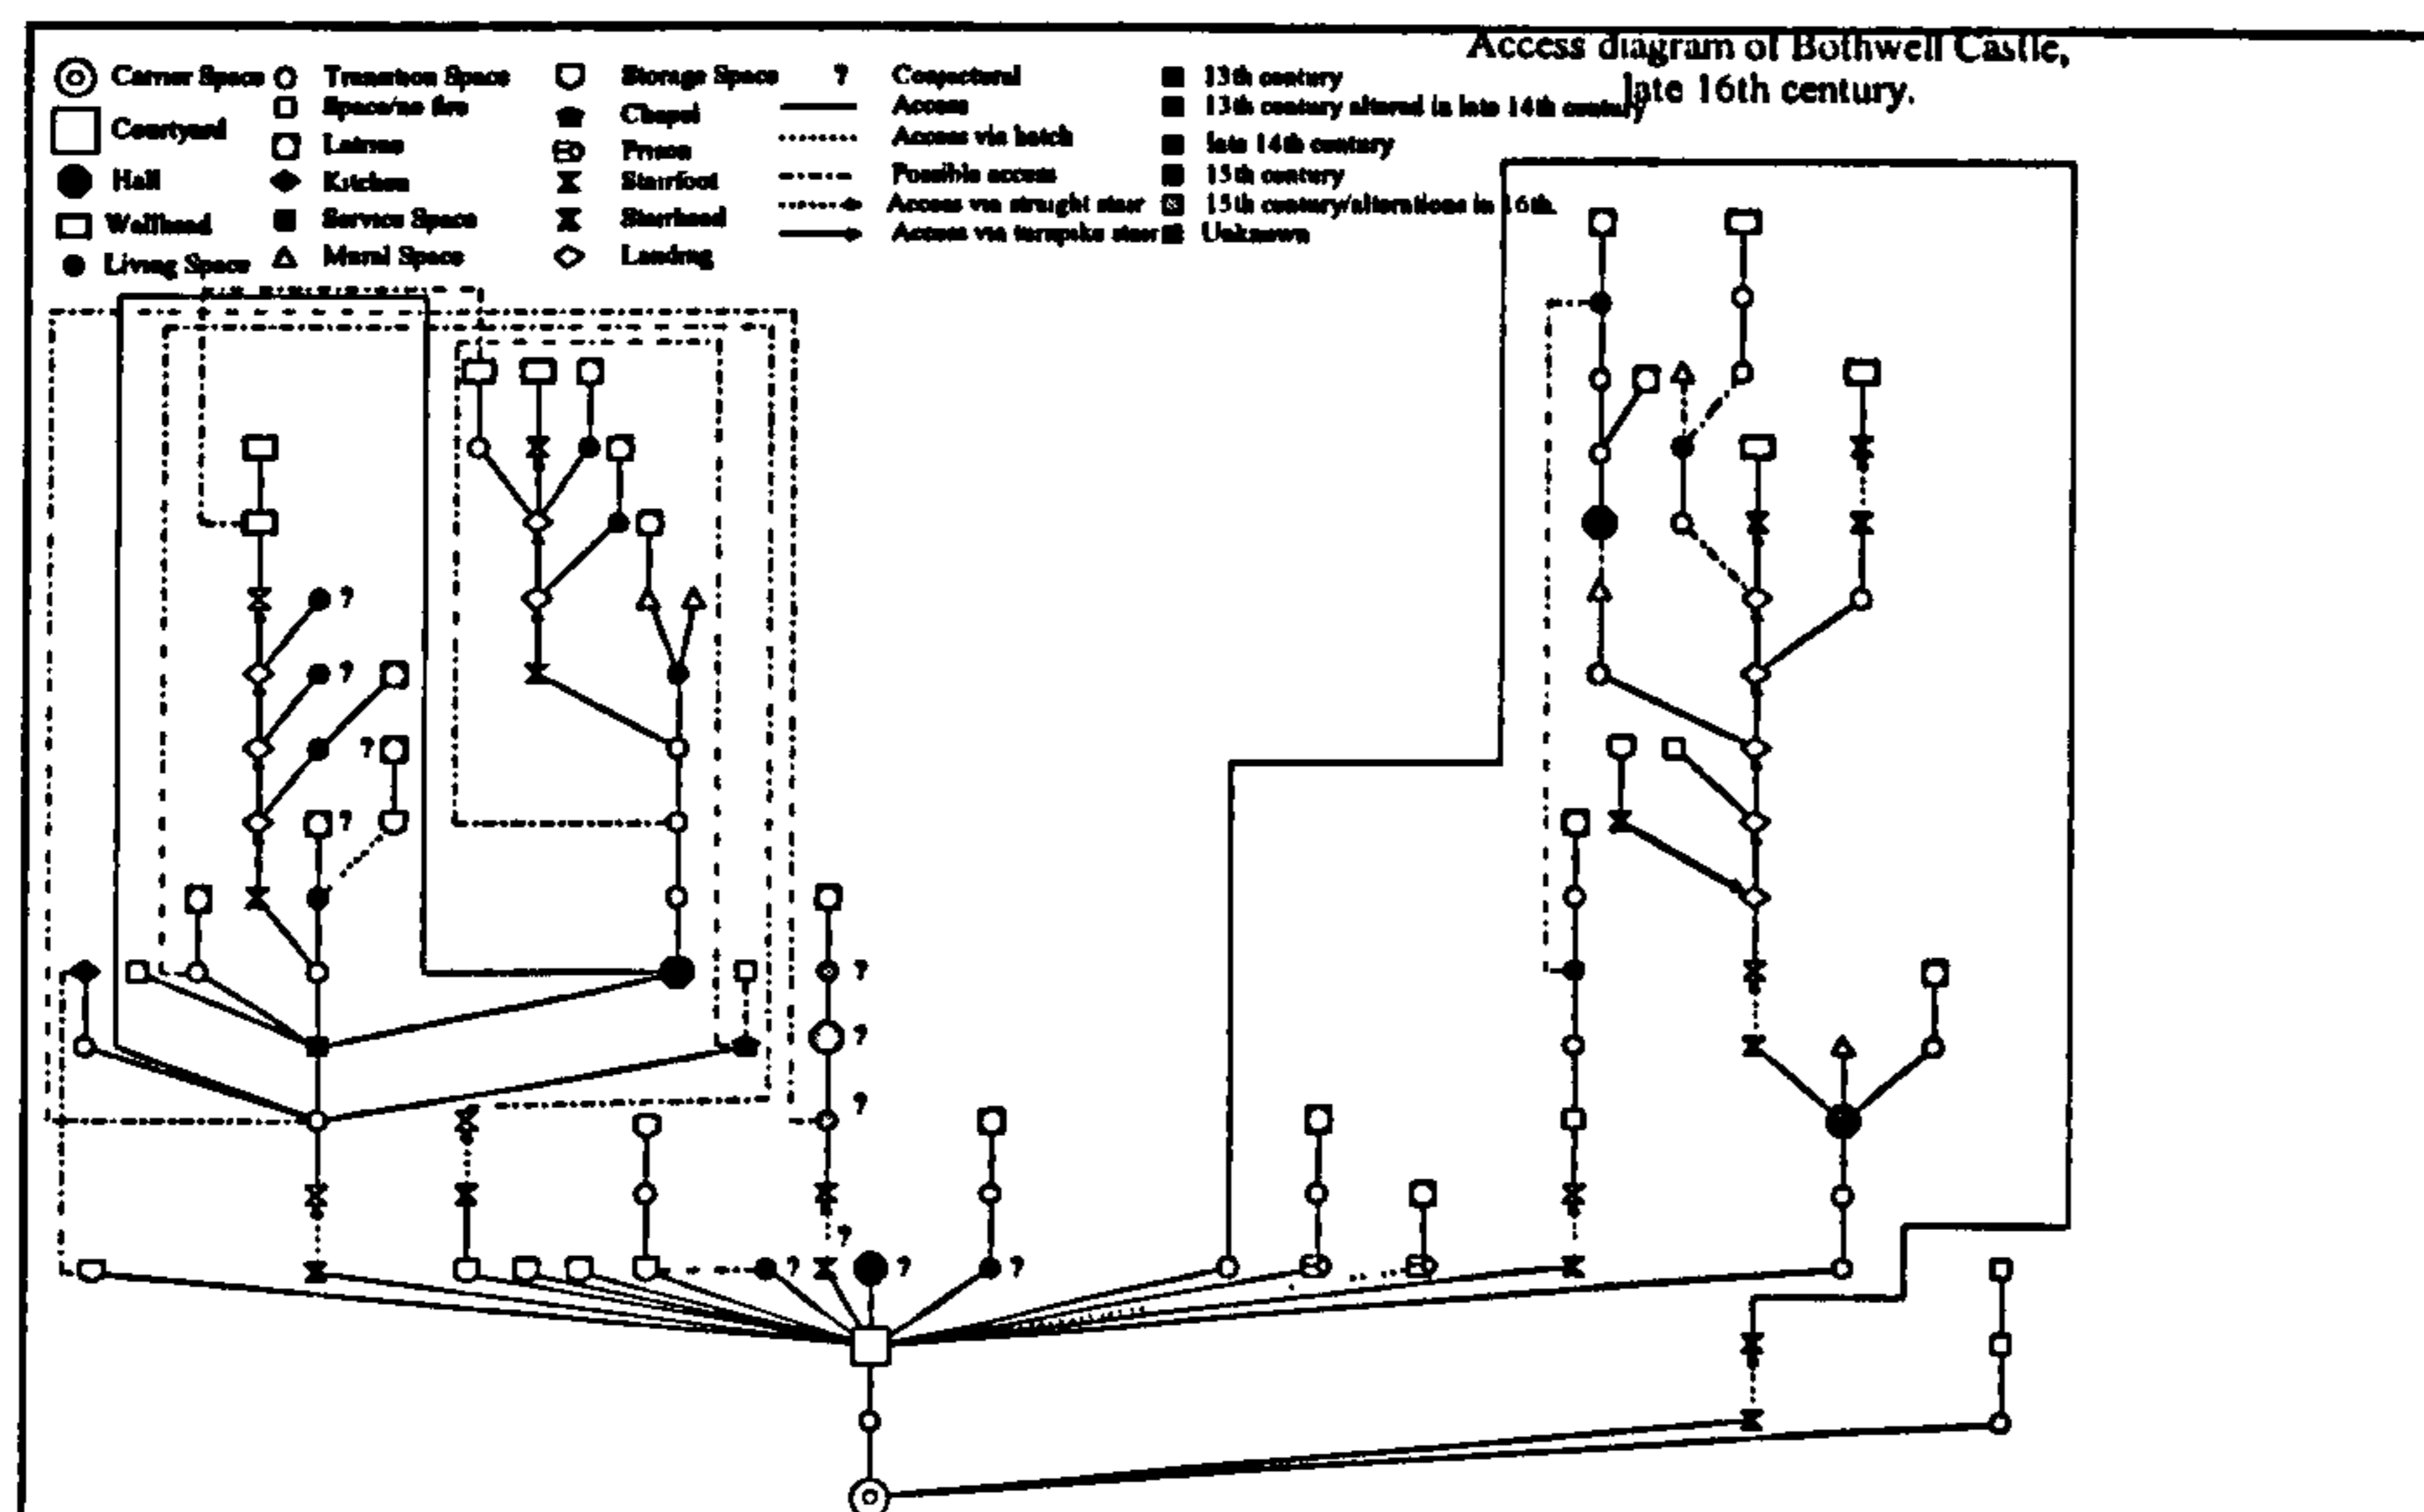 Access diagram of Bothwell Castle,
late 16th century.
Carrier Space
Courtyard
Hall
Wallhead
Living Space
Transition Space
Space/no fire
Latrine
Kitchen
Service Space
Mural Space
Storage Space
Chapel
Prison
Stairfoot
Stairhead
Landing
? Conjectural
Access
Access via hatch
Possible access
Access via straight stair
Access via turnpike stair
13th century
13th century altered in late 14th century
late 14th century
15th century
15th century/alterations in 16th.
Unknown
?
?
?
?
?
?
?
?
?
?
?